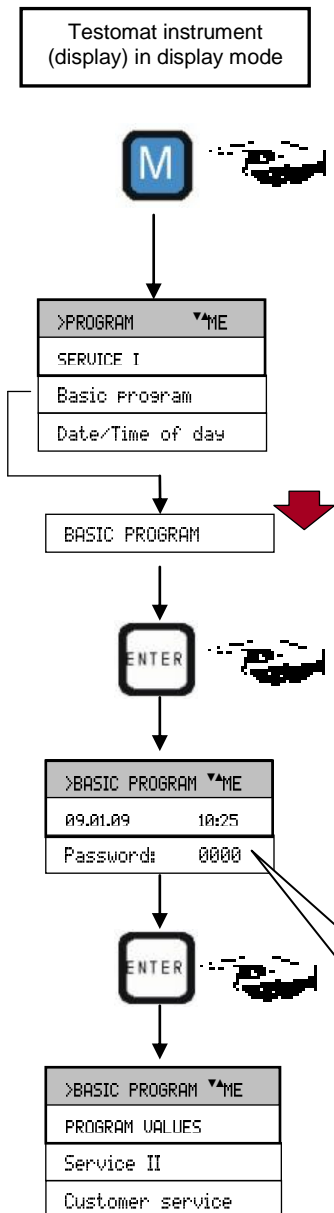 Testomat instrument
(display) in display mode
M
>PROGRAM ▼▲ME
SERVICE I
Basic program
Date/Time of day
BASIC PROGRAM
ENTER
>BASIC PROGRAM ▼▲ME
09.01.09 10:25
Password: 0000
ENTER
>BASIC PROGRAM ▼▲ME
PROGRAM VALUES
Service II
Customer service